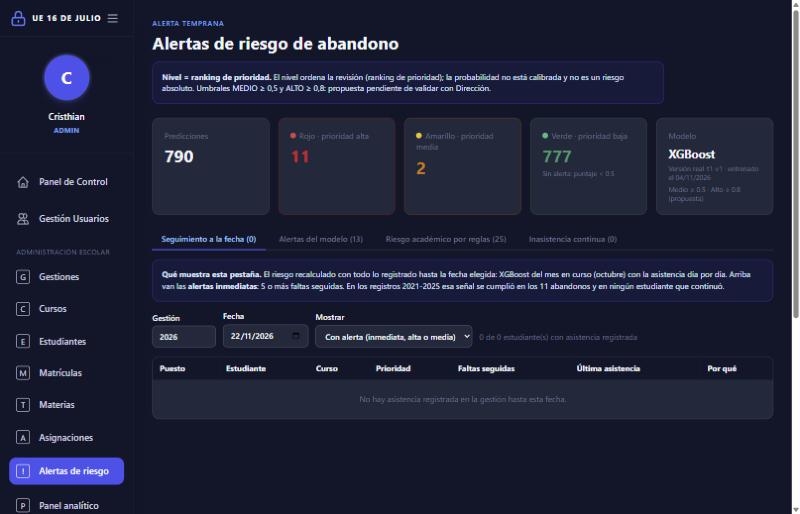 UE 16 DE JULIO
C
Cristhian
ADMIN
Panel de Control
Gestión Usuarios
ADMINISTRACIÓN ESCOLAR
G Gestiones
C Cursos
E Estudiantes
M Matrículas
T Materias
A Asignaciones
! Alertas de riesgo
P Panel analítico
ALERTA TEMPRANA
Alertas de riesgo de abandono
Nivel = ranking de prioridad. El nivel ordena la revisión (ranking de prioridad); la probabilidad no está calibrada y no es un riesgo
absoluto. Umbrales MEDIO ≥ 0,5 y ALTO ≥ 0,8: propuesta pendiente de validar con Dirección.
Predicciones
790
Rojo · prioridad alta
11
Amarillo · prioridad
media
2
Verde · prioridad baja
777
Sin alerta: puntaje < 0.5
Modelo
XGBoost
Versión real t1 v1 · entrenado
el 04/11/2026
Medio ≥ 0.5 · Alto ≥ 0.8
(propuesta)
Seguimiento a la fecha (0)
Alertas del modelo (13)
Riesgo académico por reglas (25)
Inasistencia continua (0)
Qué muestra esta pestaña. El riesgo recalculado con todo lo registrado hasta la fecha elegida: XGBoost del mes en curso (octubre) con la asistencia día por día. Arriba
van las alertas inmediatas: 5 o más faltas seguidas. En los registros 2021-2025 esa señal se cumplió en los 11 abandonos y en ningún estudiante que continuó.
Gestión
2026
Fecha
22/11/2026
Mostrar
Con alerta (inmediata, alta o media)
0 de 0 estudiante(s) con asistencia registrada
Puesto Estudiante Curso Prioridad Faltas seguidas Última asistencia Por qué
No hay asistencia registrada en la gestión hasta esta fecha.